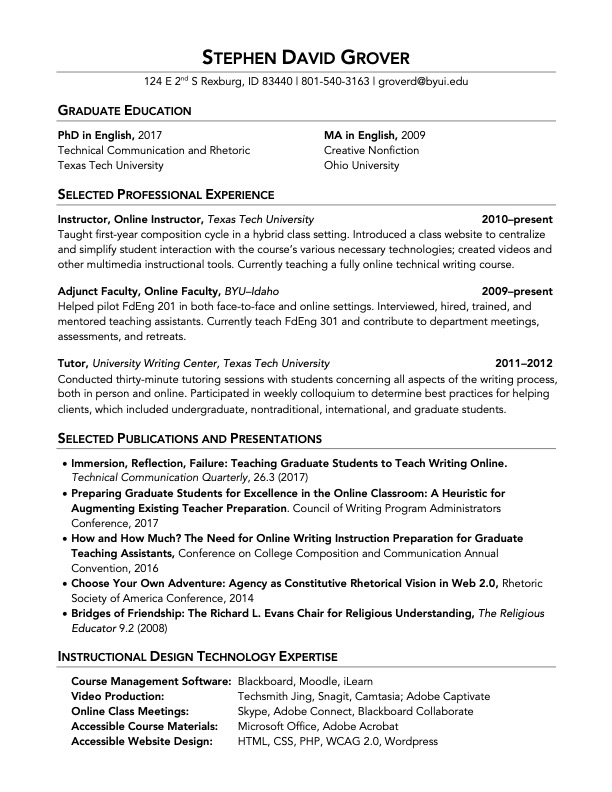 STEPHEN DAVID GROVER
124 E 2nd S Rexburg, ID 83440 | 801-540-3163 | groverd@byui.edu
GRADUATE EDUCATION
PhD in English, 2017
Technical Communication and Rhetoric
Texas Tech University
MA in English, 2009
Creative Nonfiction
Ohio University
SELECTED PROFESSIONAL EXPERIENCE
Instructor, Online Instructor, Texas Tech University 2010–present
Taught first-year composition cycle in a hybrid class setting. Introduced a class website to centralize
and simplify student interaction with the course's various necessary technologies; created videos and
other multimedia instructional tools. Currently teaching a fully online technical writing course.
Adjunct Faculty, Online Faculty, BYU–Idaho 2009–present
Helped pilot FdEng 201 in both face-to-face and online settings. Interviewed, hired, trained, and
mentored teaching assistants. Currently teach FdEng 301 and contribute to department meetings,
assessments, and retreats.
Tutor, University Writing Center, Texas Tech University 2011–2012
Conducted thirty-minute tutoring sessions with students concerning all aspects of the writing process,
both in person and online. Participated in weekly colloquium to determine best practices for helping
clients, which included undergraduate, nontraditional, international, and graduate students.
SELECTED PUBLICATIONS AND PRESENTATIONS
• Immersion, Reflection, Failure: Teaching Graduate Students to Teach Writing Online.
Technical Communication Quarterly, 26.3 (2017)
• Preparing Graduate Students for Excellence in the Online Classroom: A Heuristic for
Augmenting Existing Teacher Preparation. Council of Writing Program Administrators
Conference, 2017
• How and How Much? The Need for Online Writing Instruction Preparation for Graduate
Teaching Assistants, Conference on College Composition and Communication Annual
Convention, 2016
• Choose Your Own Adventure: Agency as Constitutive Rhetorical Vision in Web 2.0, Rhetoric
Society of America Conference, 2014
• Bridges of Friendship: The Richard L. Evans Chair for Religious Understanding, The Religious
Educator 9.2 (2008)
INSTRUCTIONAL DESIGN TECHNOLOGY EXPERTISE
Course Management Software: Blackboard, Moodle, iLearn
Video Production: Techsmith Jing, Snagit, Camtasia; Adobe Captivate
Online Class Meetings: Skype, Adobe Connect, Blackboard Collaborate
Accessible Course Materials: Microsoft Office, Adobe Acrobat
Accessible Website Design: HTML, CSS, PHP, WCAG 2.0, Wordpress